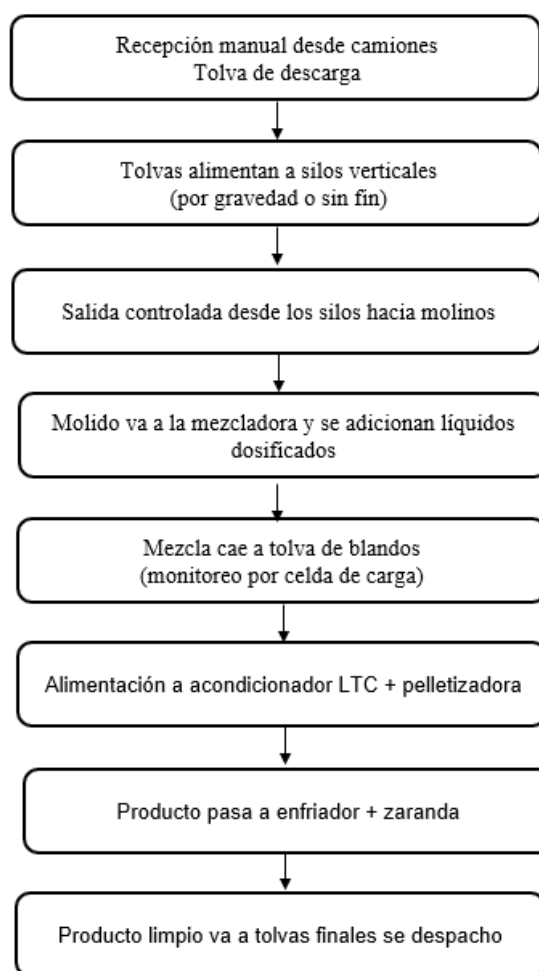 Recepción manual desde camiones
Tolva de descarga
Tolvas alimentan a silos verticales
(por gravedad o sin fin)
Salida controlada desde los silos hacia molinos
Molido va a la mezcladora y se adicionan líquidos
dosificados
Mezcla cae a tolva de blandos
(monitoreo por celda de carga)
Alimentación a acondicionador LTC + pelletizadora
Producto pasa a enfriador + zaranda
Producto limpio va a tolvas finales se despacho